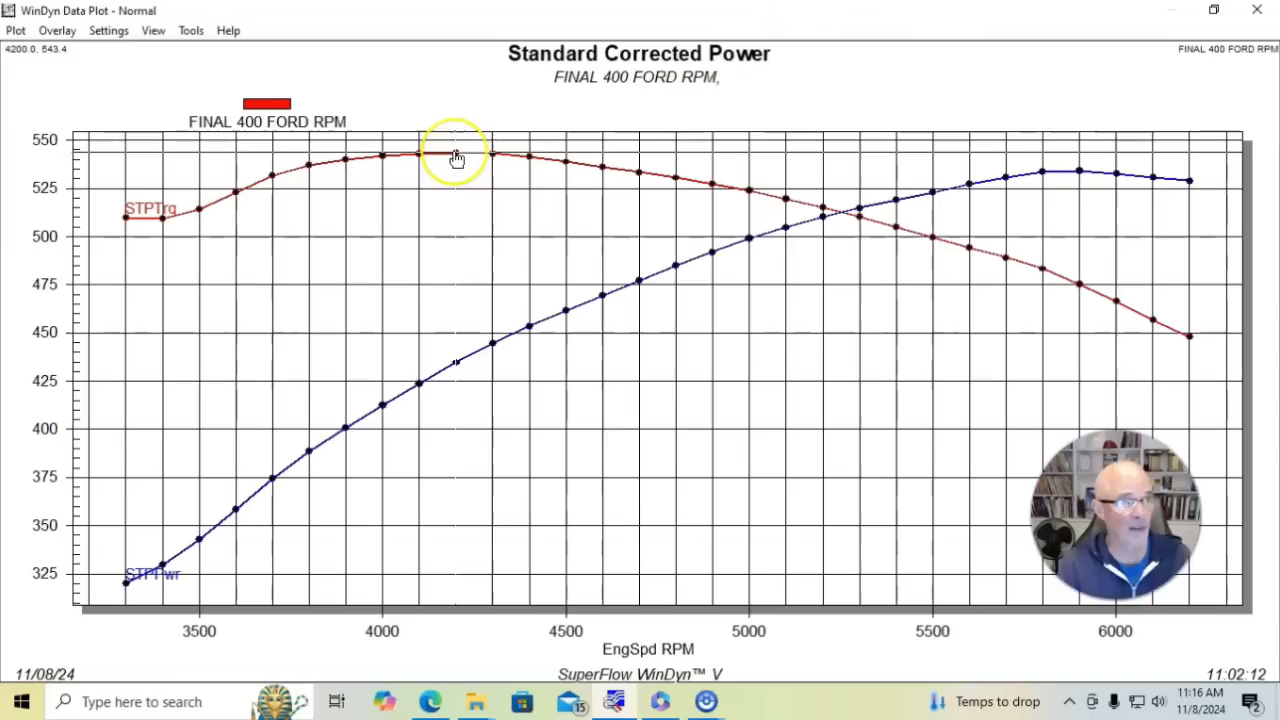 WinDyn Data Plot - Normal
Plot Overlay Settings View Tools Help
4200.0, 543.4
FINAL 400 FORD RPM
Standard Corrected Power
FINAL 400 FORD RPM,
FINAL 400 FORD RPM
550
525
500
475
450
425
400
375
350
325
STPTrq
STPPwr
3500 4000 4500 5000 5500 6000
EngSpd RPM
11/08/24
SuperFlow WinDyn™ V
11:02:12
Type here to search
15
Temps to drop
11:16 AM
11/8/2024
2